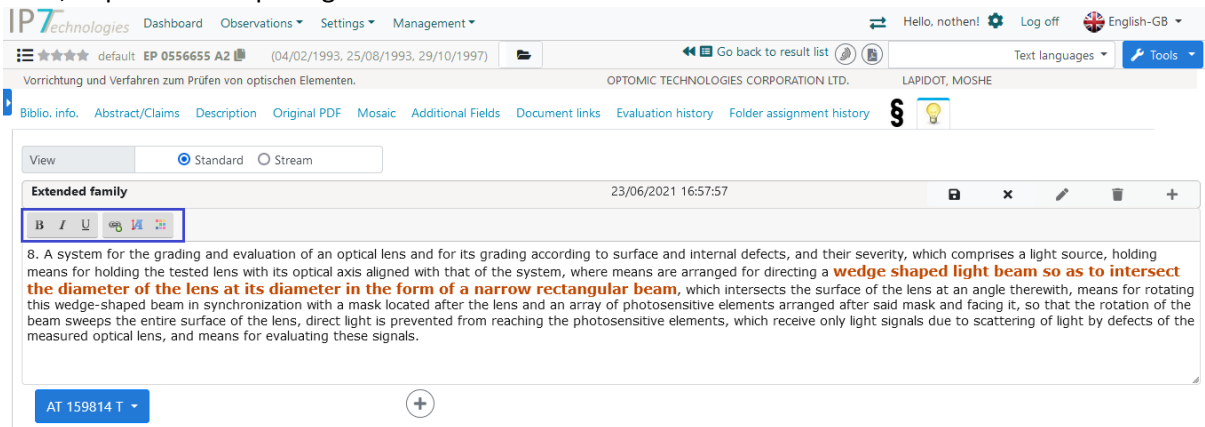 IP7Technologies Dashboard Observations Settings Management Hello, nothen! Log off English-GB
default EP 0556655 A2 (04/02/1993, 25/08/1993, 29/10/1997) Go back to result list Text languages Tools
Vorrichtung und Verfahren zum Prüfen von optischen Elementen. OPTOMIC TECHNOLOGIES CORPORATION LTD. LAPIDOT, MOSHE
Biblio. info. Abstract/Claims Description Original PDF Mosaic Additional Fields Document links Evaluation history Folder assignment history §
View Standard Stream
Extended family 23/06/2021 16:57:57
B I U
8. A system for the grading and evaluation of an optical lens and for its grading according to surface and internal defects, and their severity, which comprises a light source, holding
means for holding the tested lens with its optical axis aligned with that of the system, where means are arranged for directing a wedge shaped light beam so as to intersect
the diameter of the lens at its diameter in the form of a narrow rectangular beam, which intersects the surface of the lens at an angle therewith, means for rotating
this wedge-shaped beam in synchronization with a mask located after the lens and an array of photosensitive elements arranged after said mask and facing it, so that the rotation of the
beam sweeps the entire surface of the lens, direct light is prevented from reaching the photosensitive elements, which receive only light signals due to scattering of light by defects of the
measured optical lens, and means for evaluating these signals.
AT 159814 T